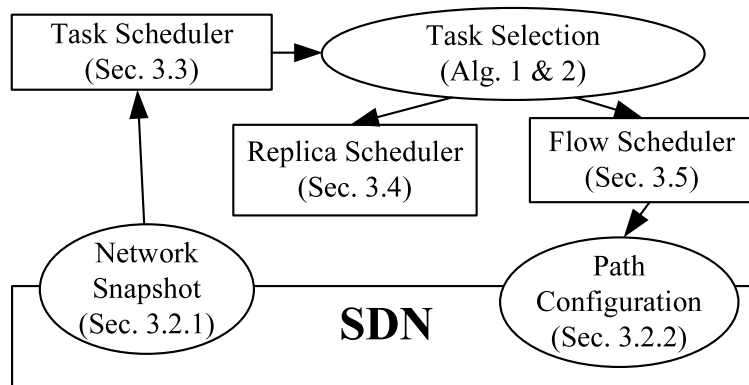 Task Scheduler
(Sec. 3.3)
Task Selection
(Alg. 1 & 2)
Replica Scheduler
(Sec. 3.4)
Flow Scheduler
(Sec. 3.5)
Network
Snapshot
(Sec. 3.2.1)
SDN
Path
Configuration
(Sec. 3.2.2)